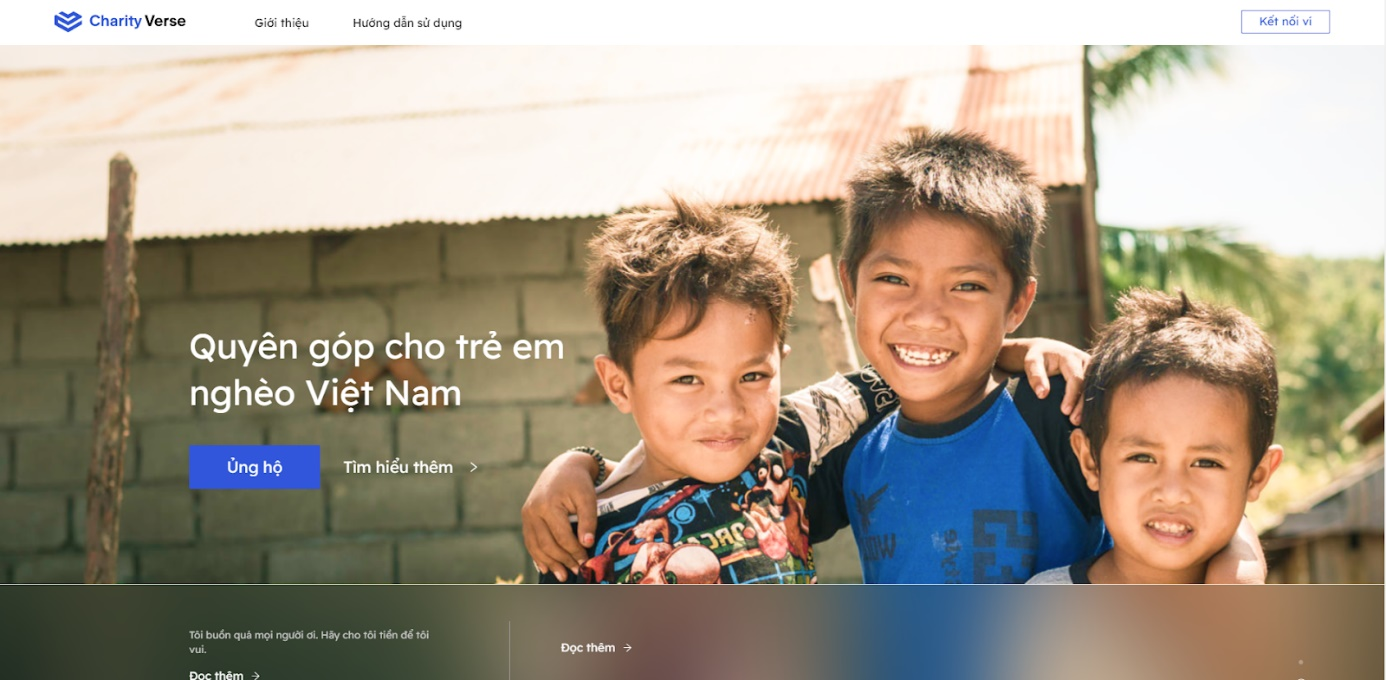 Charity Verse
Giới thiệu
Hướng dẫn sử dụng
Kết nối ví
Quyên góp cho trẻ em
nghèo Việt Nam
Ủng hộ
Tìm hiểu thêm
Tôi buồn quá mọi người ơi. Hãy cho tôi tiền để tôi
vui.
Đọc thêm
Đọc thêm